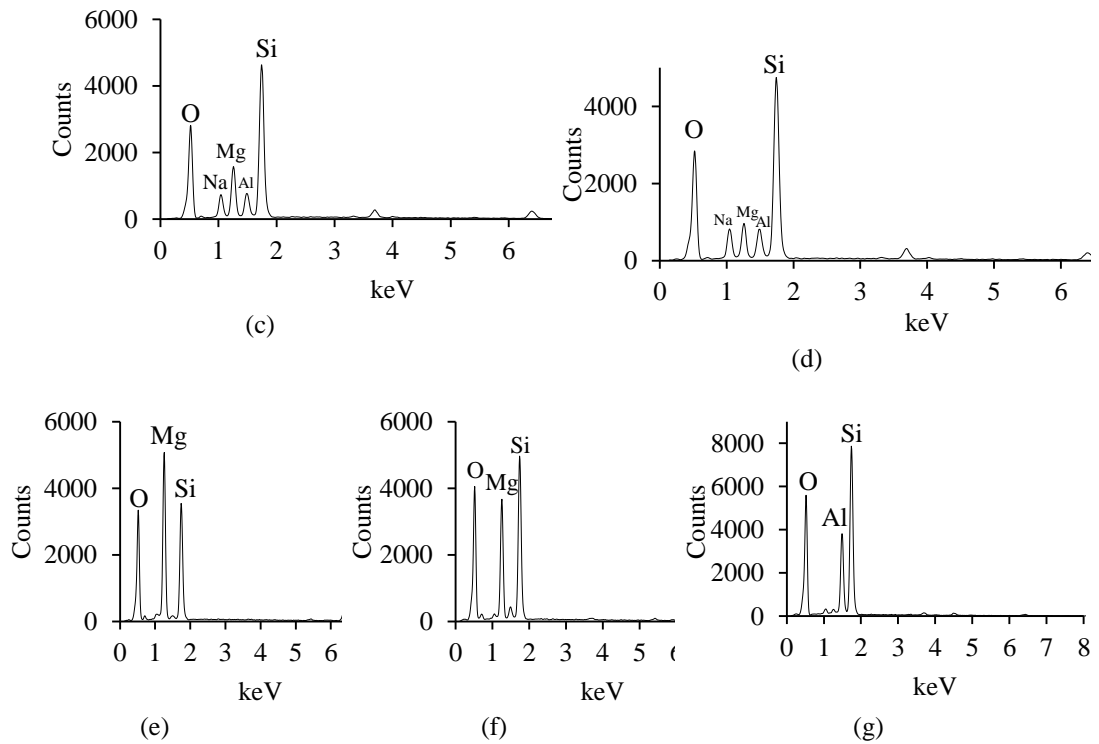 6000
4000
2000
0
Counts
O
Na
Mg
Al
Si
0 1 2 3 4 5 6
keV
(c)
4000
2000
0
Counts
O
Na
Mg
Al
Si
0 1 2 3 4 5 6
keV
(d)
6000
4000
2000
0
Counts
O
Mg
Si
0 1 2 3 4 5 6
keV
(e)
6000
4000
2000
0
Counts
O
Mg
Si
0 1 2 3 4 5
keV
(f)
8000
6000
4000
2000
0
Counts
O
Al
Si
0 1 2 3 4 5 6 7 8
keV
(g)